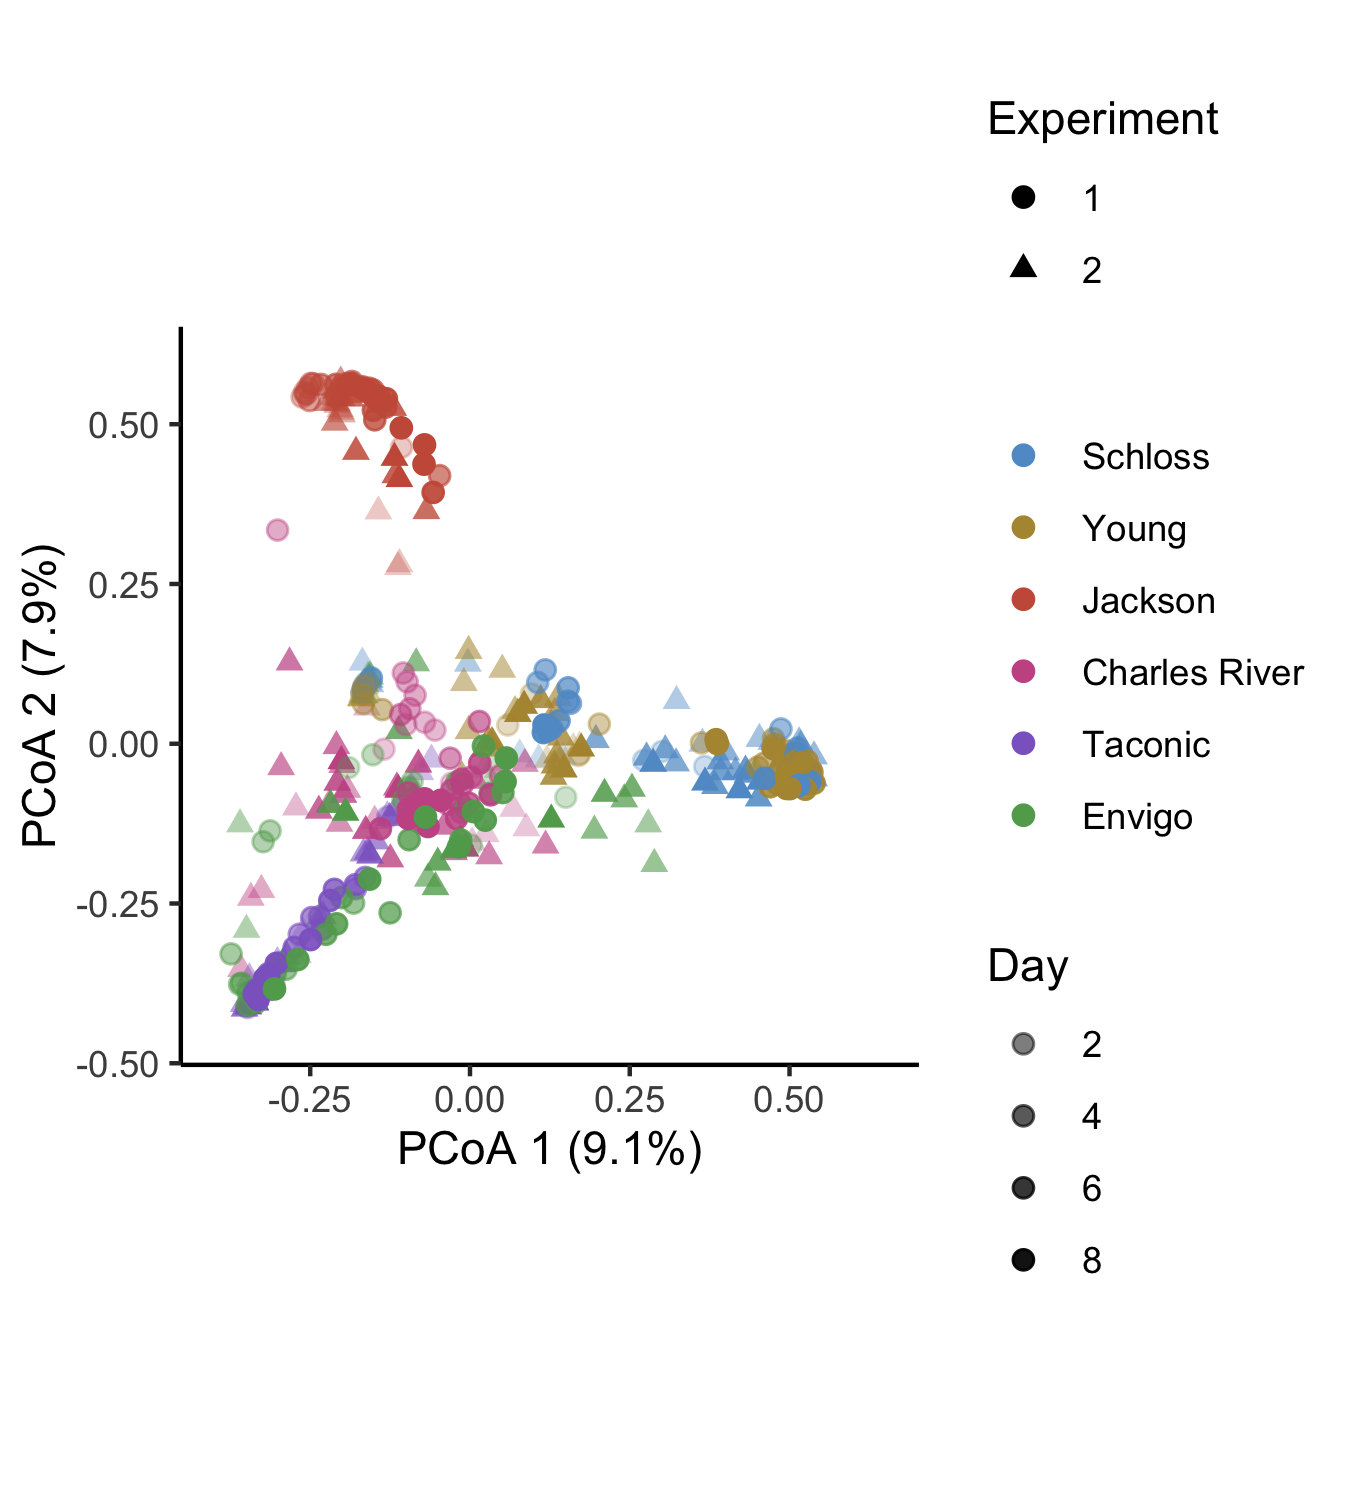 Experiment
1
2
Schloss
Young
Jackson
Charles River
Taconic
Envigo
Day
2
4
6
8
PCoA 2 (7.9%)
0.50
0.25
0.00
-0.25
-0.50
-0.25 0.00 0.25 0.50
PCoA 1 (9.1%)